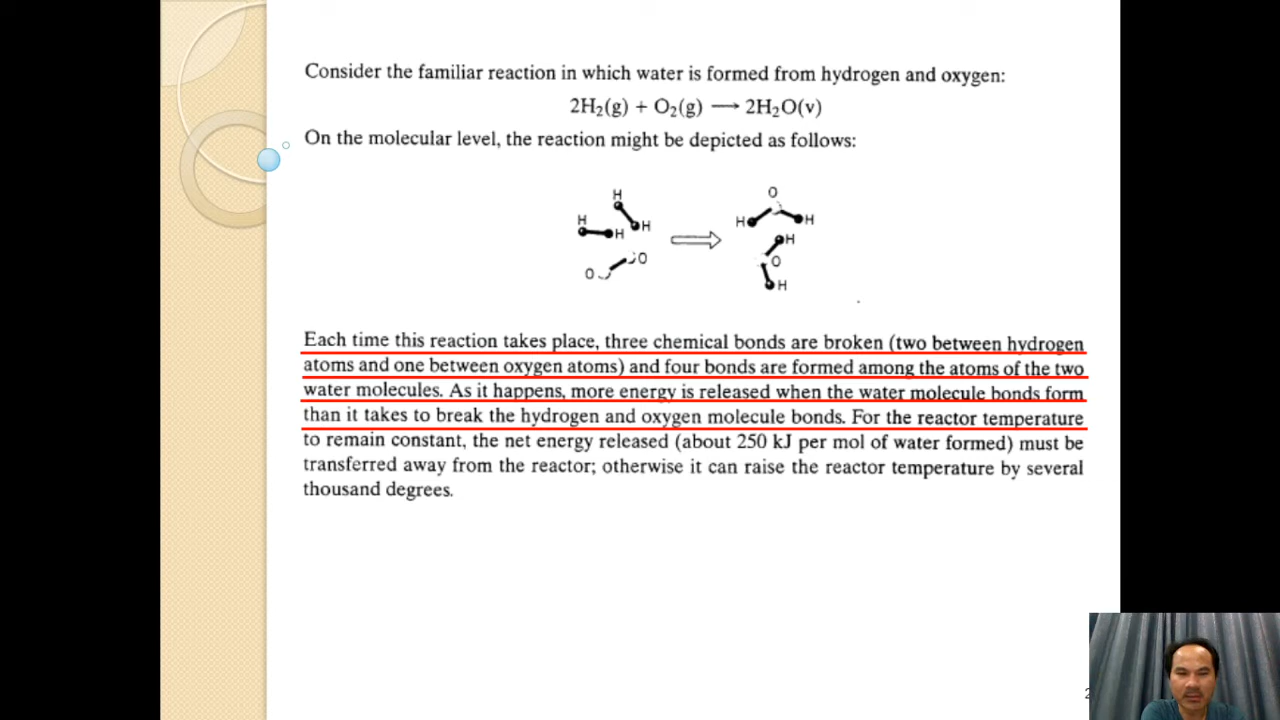 Consider the familiar reaction in which water is formed from hydrogen and oxygen:
2H₂(g) + O₂(g) ⟶ 2H₂O(v)
On the molecular level, the reaction might be depicted as follows:
H
H
H
H
O
O
O
H
H
H
O
H
Each time this reaction takes place, three chemical bonds are broken (two between hydrogen
atoms and one between oxygen atoms) and four bonds are formed among the atoms of the two
water molecules. As it happens, more energy is released when the water molecule bonds form
than it takes to break the hydrogen and oxygen molecule bonds. For the reactor temperature
to remain constant, the net energy released (about 250 kJ per mol of water formed) must be
transferred away from the reactor; otherwise it can raise the reactor temperature by several
thousand degrees.